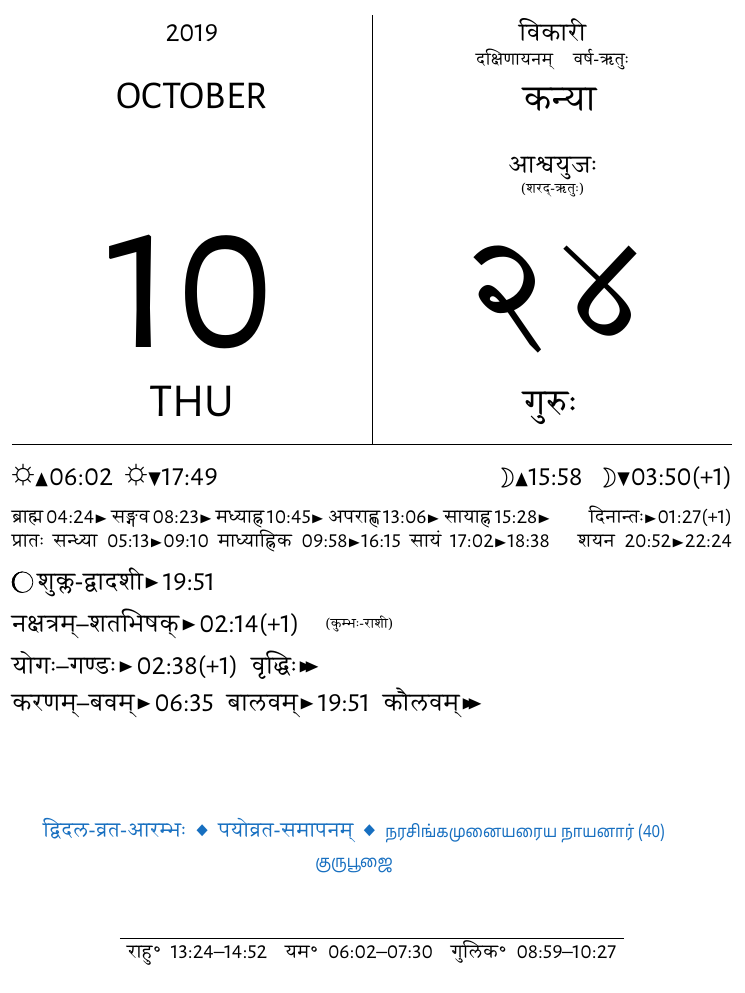 2019
OCTOBER
10
THU
विकारी
दक्षिणायनम् वर्ष-ऋतुः
कन्या
आश्वयुजः
(शरद्-ऋतुः)
२४
गुरुः
☼▲06:02 ☼▼17:49
☽▲15:58 ☽▼03:50(+1)
ब्राह्म 04:24► सङ्गव 08:23► मध्याह्न 10:45► अपराह्ण 13:06► सायाह्न 15:28► दिनान्तः►01:27(+1)
प्रातः सन्ध्या 05:13►09:10 माध्याह्निक 09:58►16:15 सायं 17:02►18:38 शयन 20:52►22:24
शुक्ल-द्वादशी►19:51
नक्षत्रम्–शतभिषक्►02:14(+1) (कुम्भः-राशी)
योगः–गण्डः►02:38(+1) वृद्धिः►►
करणम्–बवम्►06:35 बालवम्►19:51 कौलवम्►►
द्विदल-व्रत-आरम्भः ◆ पयोव्रत-समापनम् ◆ நரசிங்கமுனையரைய நாயனார் (40)
குருபூஜை
राहु° 13:24–14:52 यम° 06:02–07:30 गुलिक° 08:59–10:27